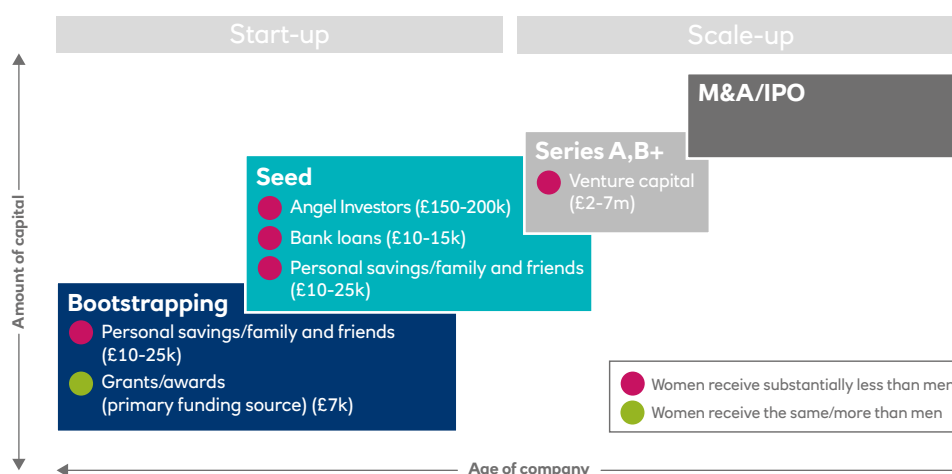 Start-up
Scale-up
M&A/IPO
Series A,B+
Venture capital
(£2-7m)
Seed
Angel Investors (£150-200k)
Bank loans (£10-15k)
Personal savings/family and friends
(£10-25k)
Bootstrapping
Personal savings/family and friends
(£10-25k)
Grants/awards
(primary funding source) (£7k)
Amount of capital
Women receive substantially less than men
Women receive the same/more than men
Age of company